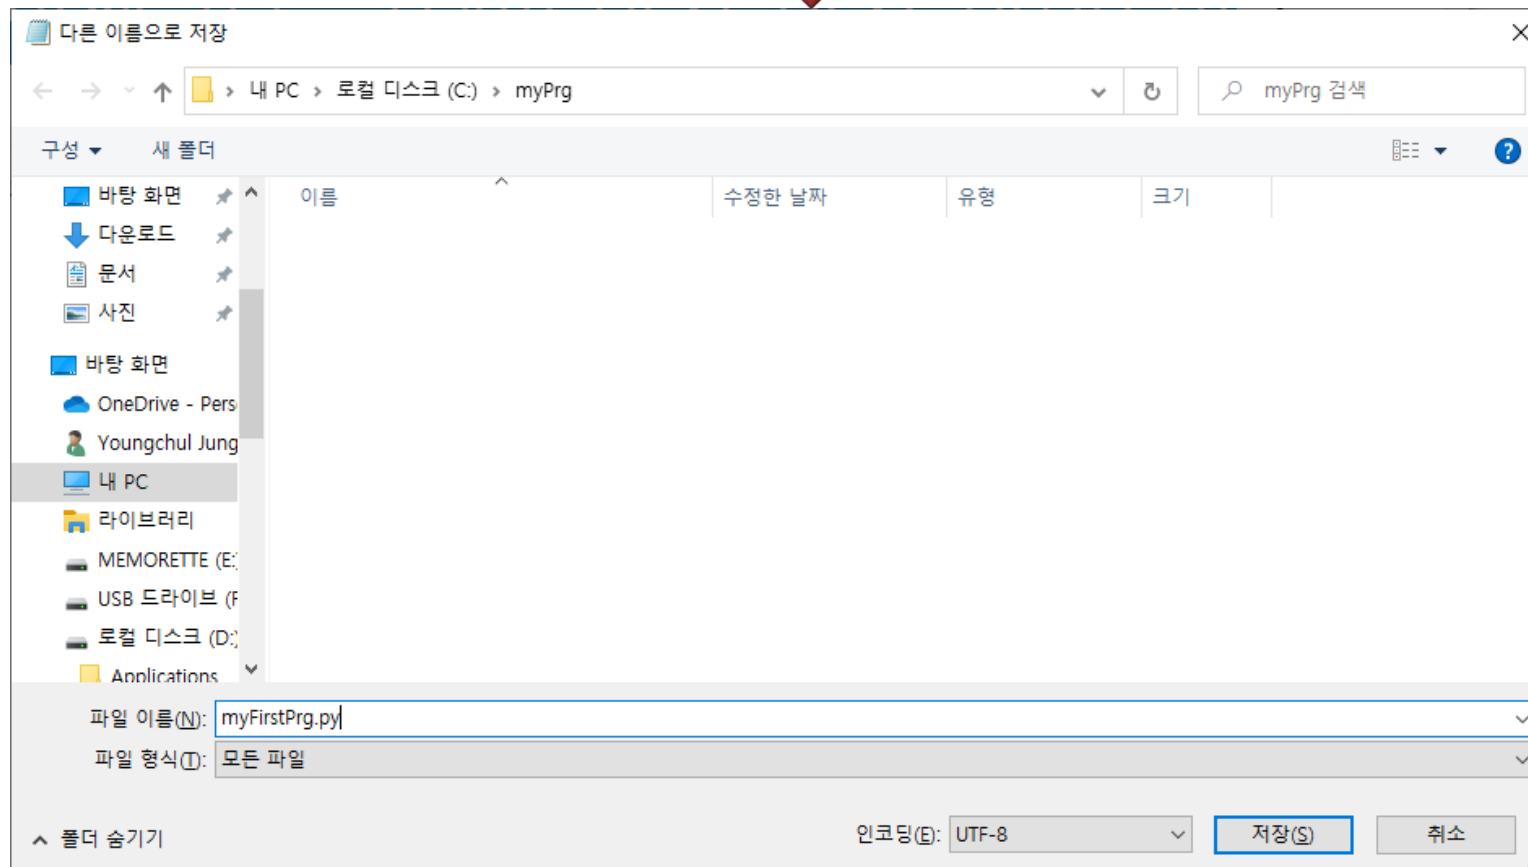 다른 이름으로 저장
내 PC > 로컬 디스크 (C:) > myPrg
myPrg 검색
구성
새 폴더
바탕 화면
이름
수정한 날짜
유형
크기
다운로드
문서
사진
바탕 화면
OneDrive - Pers
Youngchul Jung
내 PC
라이브러리
MEMORETTE (E:
USB 드라이브 (F
로컬 디스크 (D:)
Applications
파일 이름(N): myFirstPrg.py
파일 형식(T): 모든 파일
폴더 숨기기
인코딩(E): UTF-8
저장(S)
취소